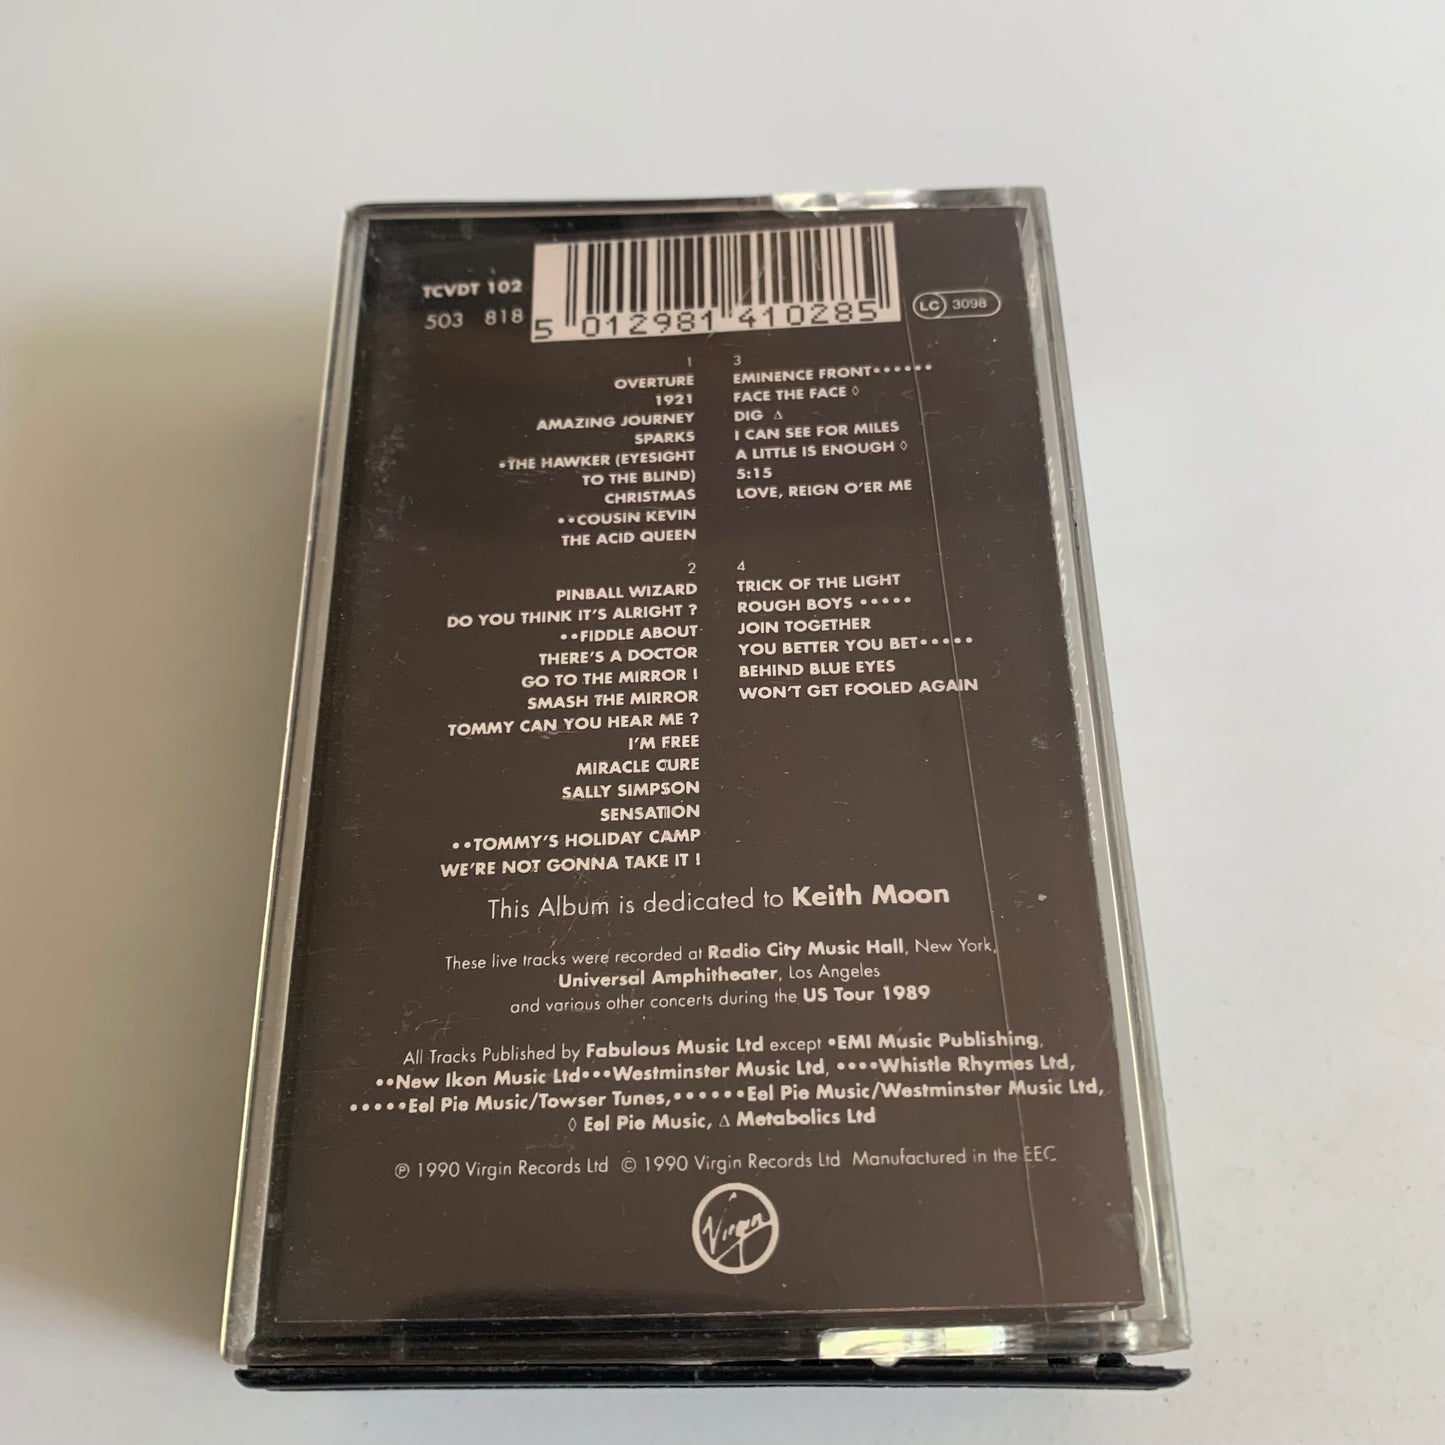 TCVDT 102
503 818
5 012981 410285
LC 3098
1
OVERTURE
1921
AMAZING JOURNEY
SPARKS
•THE HAWKER (EYESIGHT
TO THE BLIND)
CHRISTMAS
••COUSIN KEVIN
THE ACID QUEEN
2
PINBALL WIZARD
DO YOU THINK IT'S ALRIGHT ?
••FIDDLE ABOUT
THERE'S A DOCTOR
GO TO THE MIRROR !
SMASH THE MIRROR
TOMMY CAN YOU HEAR ME ?
I'M FREE
MIRACLE CURE
SALLY SIMPSON
SENSATION
••TOMMY'S HOLIDAY CAMP
WE'RE NOT GONNA TAKE IT !
3
EMINENCE FRONT••••••
FACE THE FACE ◊
DIG ∆
I CAN SEE FOR MILES
A LITTLE IS ENOUGH ◊
5:15
LOVE, REIGN O'ER ME
4
TRICK OF THE LIGHT
ROUGH BOYS •••••
JOIN TOGETHER
YOU BETTER YOU BET•••••
BEHIND BLUE EYES
WON'T GET FOOLED AGAIN
This Album is dedicated to Keith Moon
These live tracks were recorded at Radio City Music Hall, New York,
Universal Amphitheater, Los Angeles
and various other concerts during the US Tour 1989
All Tracks Published by Fabulous Music Ltd except •EMI Music Publishing,
••New Ikon Music Ltd•••Westminster Music Ltd, ••••Whistle Rhymes Ltd,
•••••Eel Pie Music/Towser Tunes,••••••Eel Pie Music/Westminster Music Ltd,
◊ Eel Pie Music, ∆ Metabolics Ltd
℗ 1990 Virgin Records Ltd © 1990 Virgin Records Ltd Manufactured in the EEC
Virgin